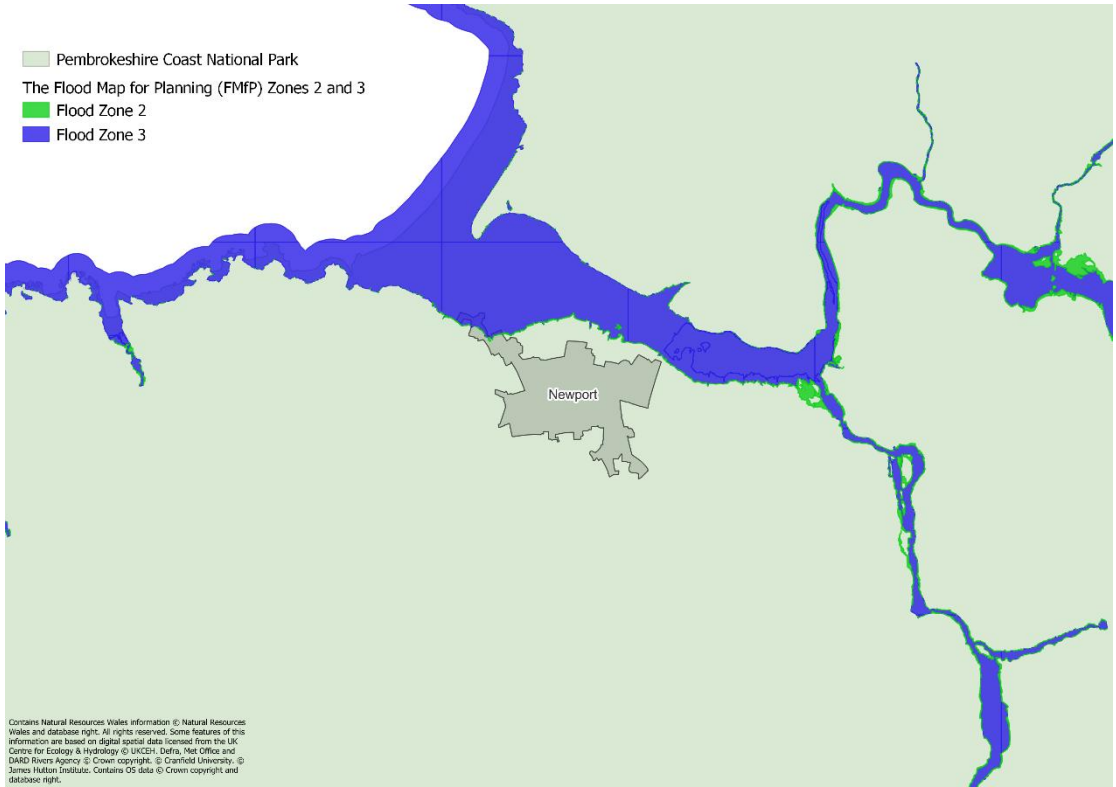 Pembrokeshire Coast National Park
The Flood Map for Planning (FMfP) Zones 2 and 3
Flood Zone 2
Flood Zone 3
Newport
Contains Natural Resources Wales information © Natural Resources
Wales and database right. All rights reserved. Some features of this
information are based on digital spatial data licensed from the UK
Centre for Ecology & Hydrology © UKCEH. Defra, Met Office and
DARD Rivers Agency © Crown copyright. © Cranfield University. ©
James Hutton Institute. Contains OS data © Crown copyright and
database right.